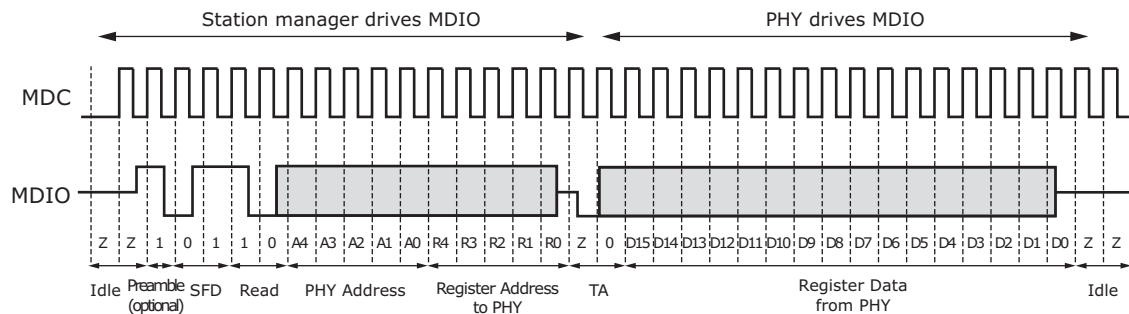 Station manager drives MDIO PHY drives MDIO
MDC
MDIO
Z Z 1 0 1 1 0 A4 A3 A2 A1 A0 R4 R3 R2 R1 R0 Z 0 D15 D14 D13 D12 D11 D10 D9 D8 D7 D6 D5 D4 D3 D2 D1 D0 Z Z
Idle Preamble SFD Read PHY Address Register Address TA Register Data Idle
(optional) to PHY from PHY